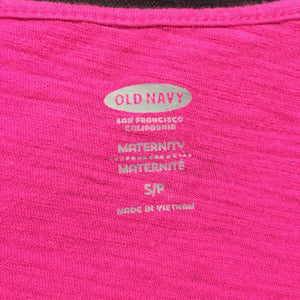 OLD NAVY
SAN FRANCISCO
CALIFORNIA
MATERNITY
MATERNITÉ
S/P
MADE IN VIETNAM